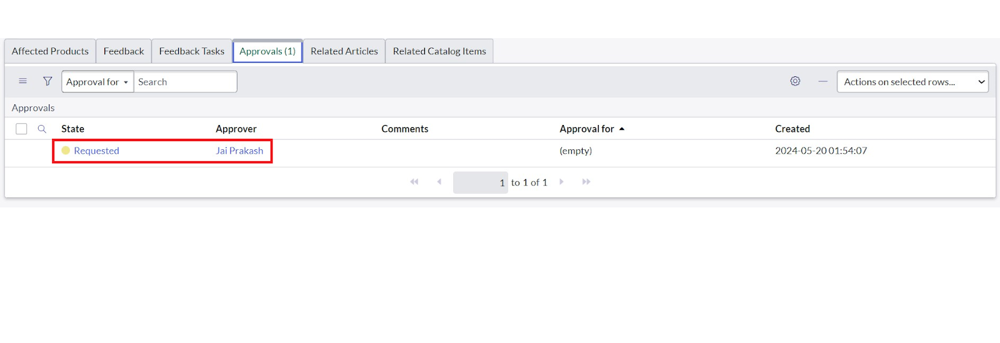 Affected Products Feedback Feedback Tasks Approvals (1) Related Articles Related Catalog Items
Approval for Search Actions on selected rows...
Approvals
State Approver Comments Approval for Created
Requested Jai Prakash (empty) 2024-05-20 01:54:07
1 to 1 of 1